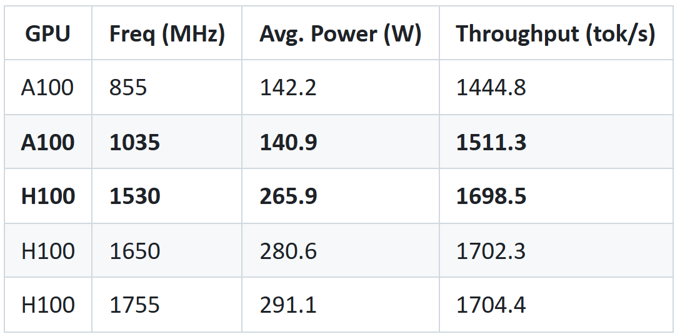 GPU Freq (MHz) Avg. Power (W) Throughput (tok/s)
A100 855 142.2 1444.8
A100 1035 140.9 1511.3
H100 1530 265.9 1698.5
H100 1650 280.6 1702.3
H100 1755 291.1 1704.4